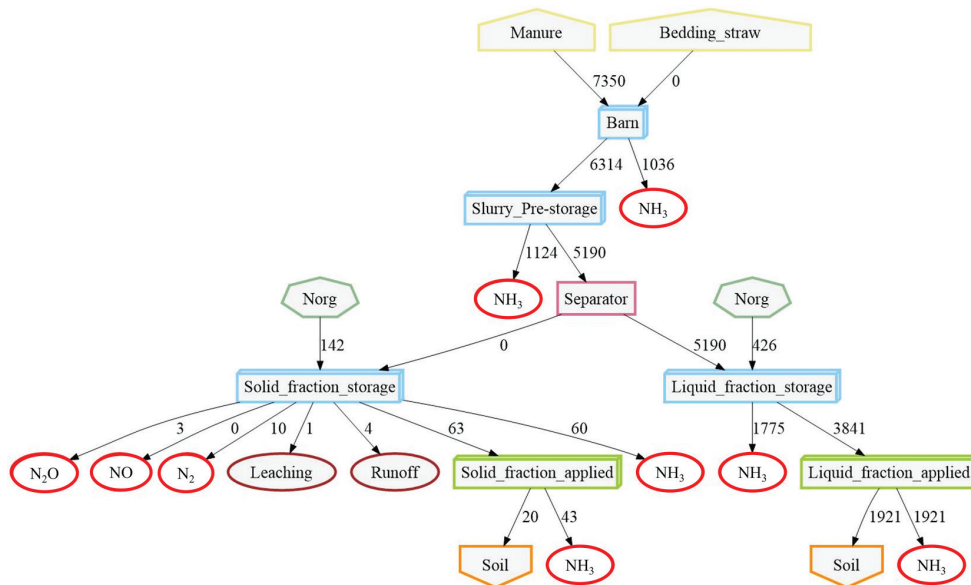 Manure
Bedding_straw
7350
0
Barn
6314
1036
Slurry_Pre-storage
NH₃
1124
5190
Norg
NH₃
Separator
Norg
142
0
5190
426
Solid_fraction_storage
Liquid_fraction_storage
3
0
10
1
4
63
60
1775
3841
N₂O
NO
N₂
Leaching
Runoff
Solid_fraction_applied
NH₃
NH₃
Liquid_fraction_applied
20
43
1921
1921
Soil
NH₃
Soil
NH₃